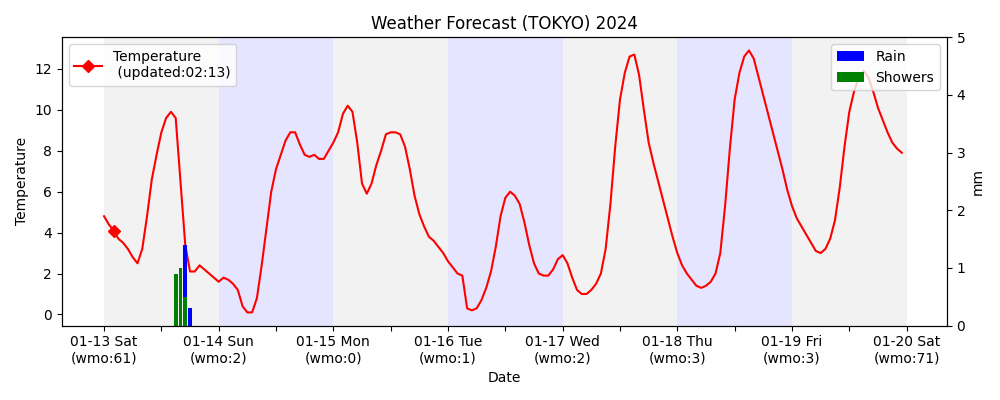 Weather Forecast (TOKYO) 2024
Temperature
(updated:02:13)
Rain
Showers
Temperature
12
10
8
6
4
2
0
5
4
3
2
1
0
mm
01-13 Sat
(wmo:61)
01-14 Sun
(wmo:2)
01-15 Mon
(wmo:0)
01-16 Tue
(wmo:1)
01-17 Wed
(wmo:2)
01-18 Thu
(wmo:3)
01-19 Fri
(wmo:3)
01-20 Sat
(wmo:71)
Date